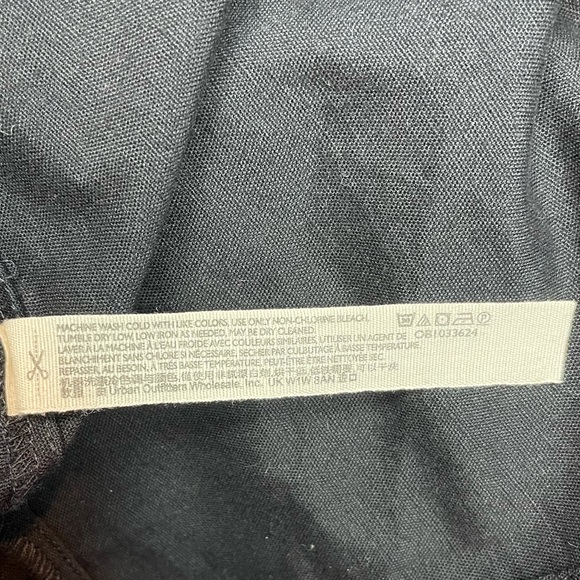 MACHINE WASH COLD WITH LIKE COLORS, USE ONLY NON-CHLORINE BLEACH,
TUMBLE DRY LOW, LOW IRON AS NEEDED, MAY BE DRY CLEANED.
LAVER À LA MACHINE À L'EAU FROIDE AVEC COULEURS SIMILAIRES, UTILISER UN AGENT DE OB1033624
BLANCHIMENT SANS CHLORE SI NÉCESSAIRE, SÉCHER PAR CULBUTAGE À BASSE TEMPÉRATURE,
REPASSER, AU BESOIN, À TRÈS BASSE TEMPÉRATURE, PEUT-ÊTRE ÊTRE NETTOYÉ À SEC.
Urban Outfitters Wholesale, Inc. UK W1W 8AN